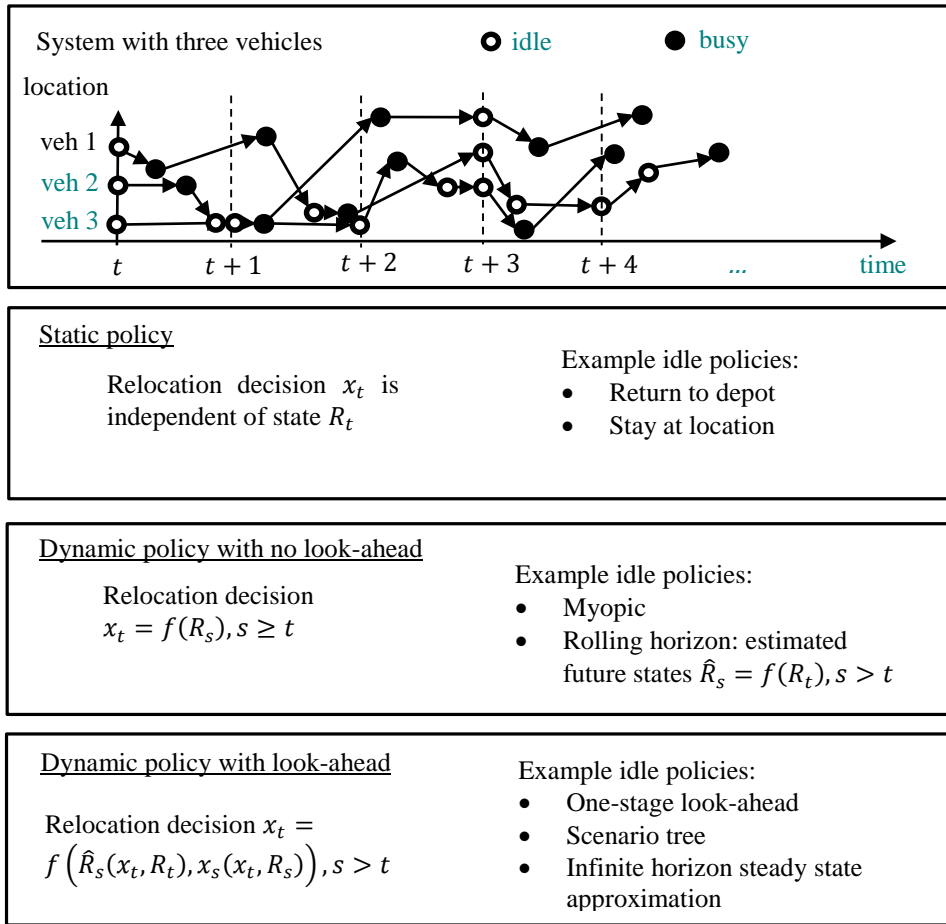 System with three vehicles
idle
busy
location
veh 1
veh 2
veh 3
t
t + 1
t + 2
t + 3
t + 4
...
time
Static policy
Relocation decision x_t is
independent of state R_t
Example idle policies:
• Return to depot
• Stay at location
Dynamic policy with no look-ahead
Relocation decision
x_t = f(R_s), s ≥ t
Example idle policies:
• Myopic
• Rolling horizon: estimated
future states R̂_s = f(R_t), s > t
Dynamic policy with look-ahead
Relocation decision x_t =
f(R̂_s(x_t, R_t), x_s(x_t, R_s)), s > t
Example idle policies:
• One-stage look-ahead
• Scenario tree
• Infinite horizon steady state
approximation